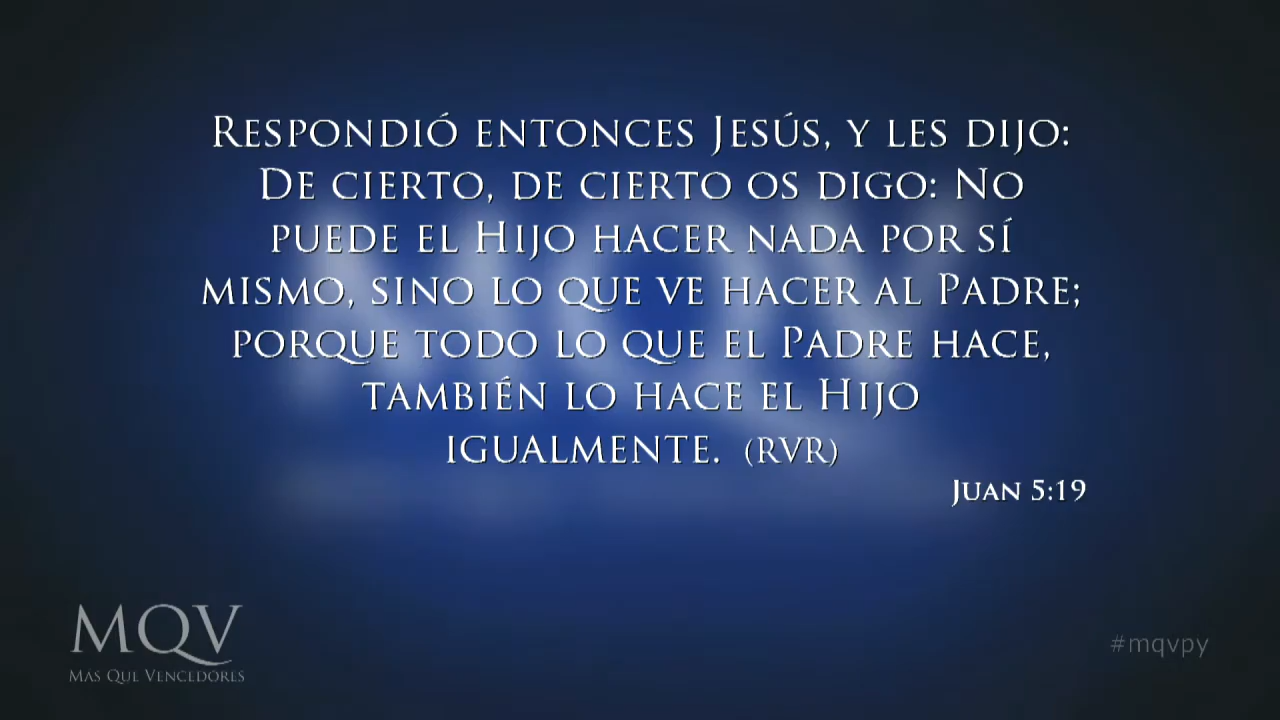 Respondió entonces Jesús, y les dijo:
De cierto, de cierto os digo: No
puede el Hijo hacer nada por sí
mismo, sino lo que ve hacer al Padre;
porque todo lo que el Padre hace,
también lo hace el Hijo
igualmente. (RVR)
Juan 5:19
MQV
Mas Que Vencedores
#mqvpy